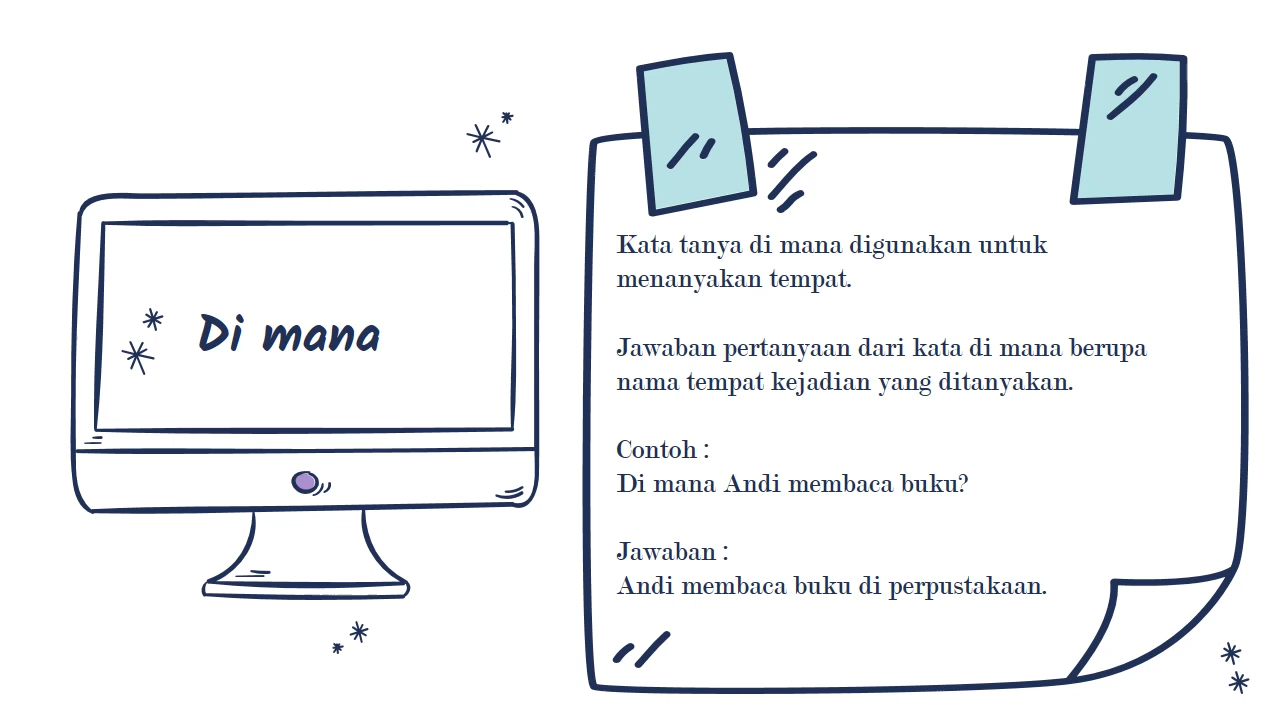 Di mana
Kata tanya di mana digunakan untuk
menanyakan tempat.
Jawaban pertanyaan dari kata di mana berupa
nama tempat kejadian yang ditanyakan.
Contoh :
Di mana Andi membaca buku?
Jawaban :
Andi membaca buku di perpustakaan.